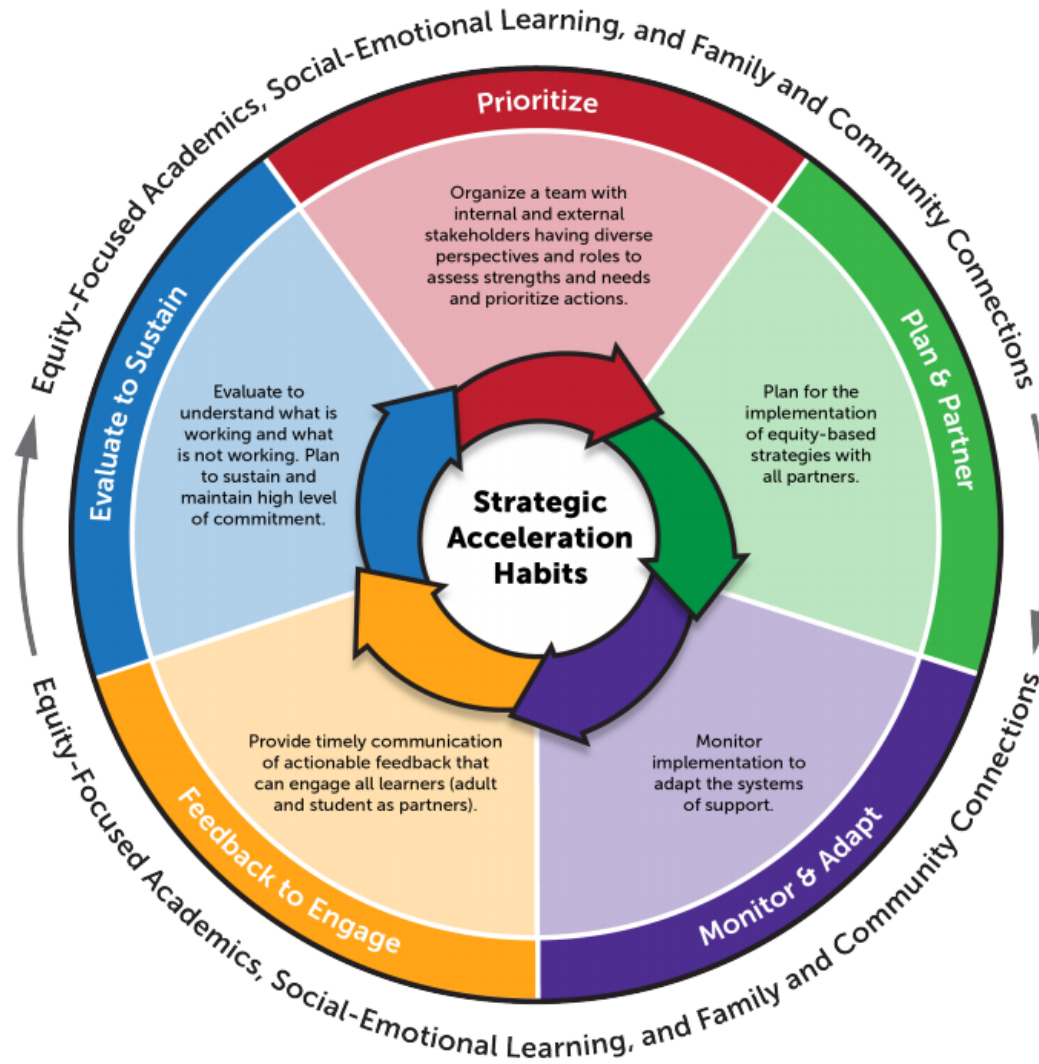 Equity-Focused Academics, Social-Emotional Learning, and Family and Community Connections
Prioritize
Organize a team with
internal and external
stakeholders having diverse
perspectives and roles to
assess strengths and needs
and prioritize actions.
Plan & Partner
Plan for the
implementation
of equity-based
strategies with
all partners.
Monitor & Adapt
Monitor
implementation to
adapt the systems
of support.
Feedback to Engage
Provide timely communication
of actionable feedback that
can engage all learners (adult
and student as partners).
Evaluate to Sustain
Evaluate to
understand what is
working and what
is not working. Plan
to sustain and
maintain high level
of commitment.
Strategic
Acceleration
Habits
Equity-Focused Academics, Social-Emotional Learning, and Family and Community Connections